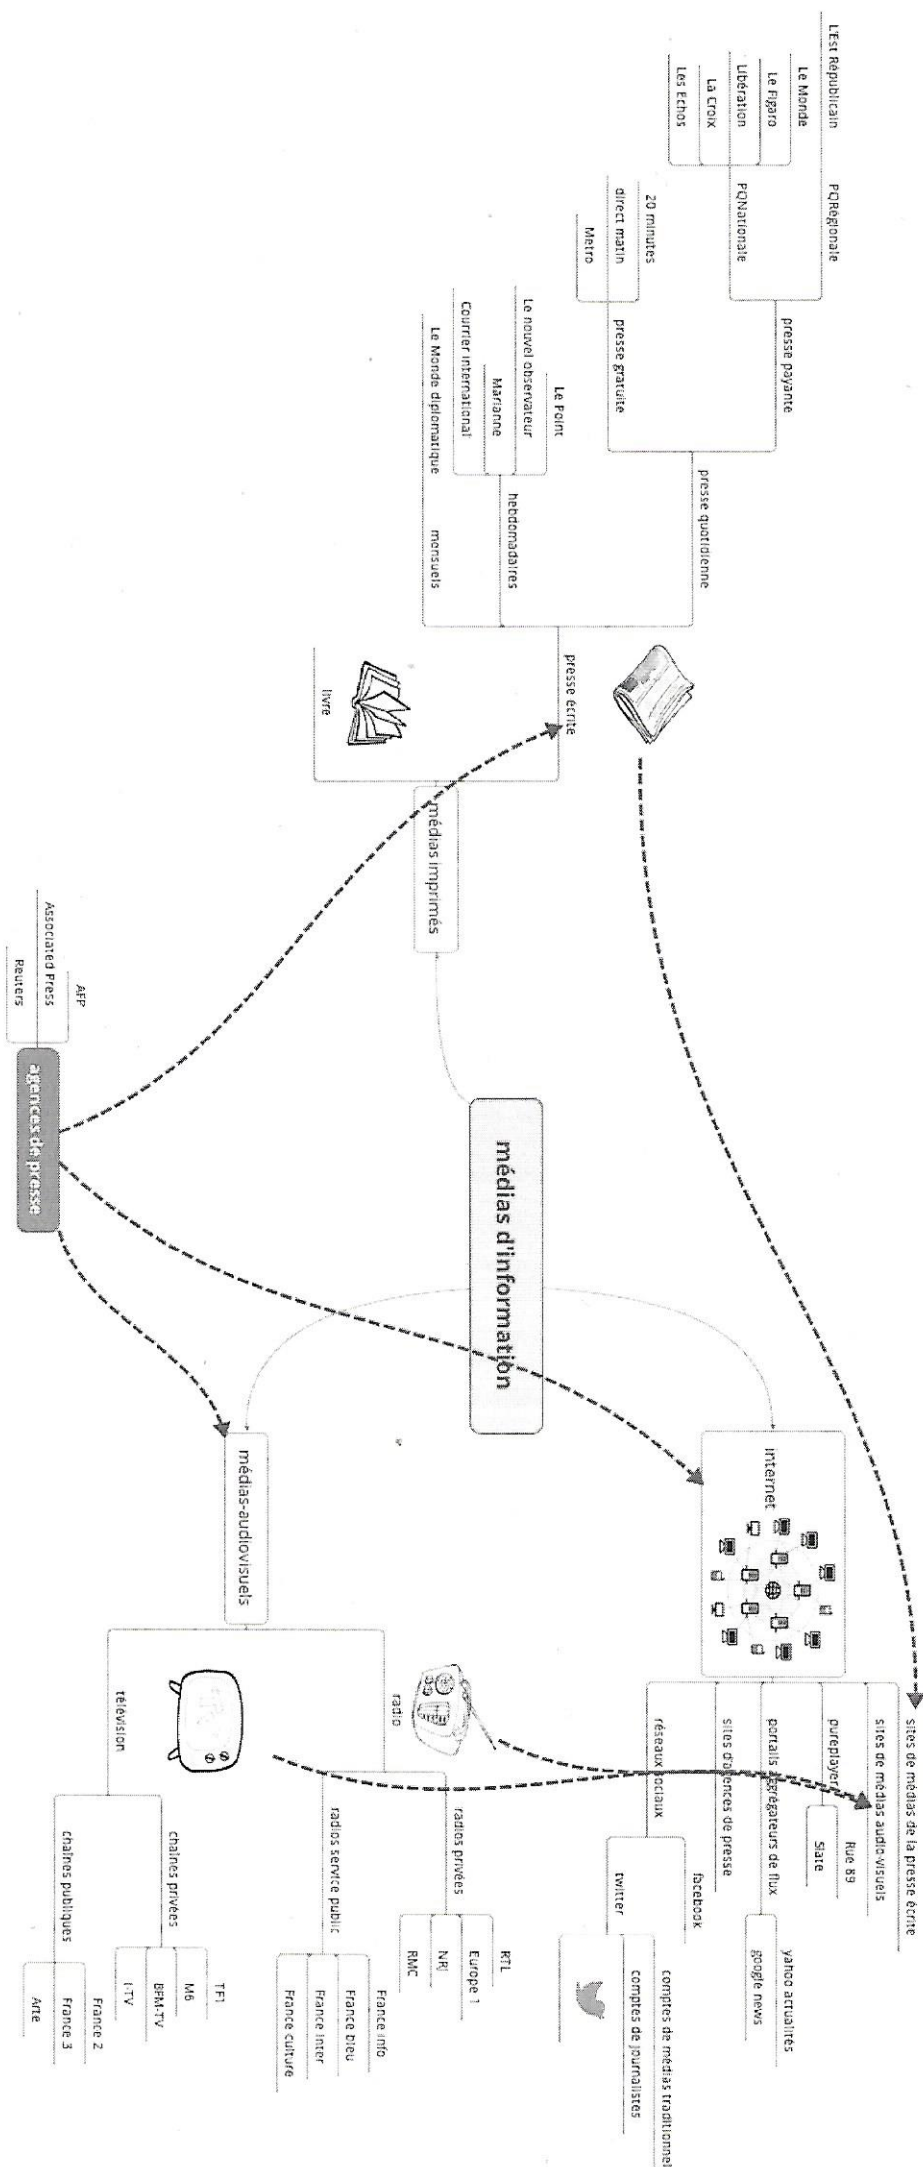 L'Est Républicain
PQRégionale
Le Monde
Le Figaro
Libération
La Croix
Les Echos
PQNationale
presse payante
20 minutes
direct matin
Metro
presse gratuite
presse quotidienne
Le Point
Le nouvel observateur
Marianne
Courrier international
hebdomadaires
Le Monde diplomatique
mensuels
presse écrite
livre
médias imprimés
médias d'information
AFP
Associated Press
Reuters
agences de presse
internet
sites de médias de la presse écrite
sites de médias audio-visuels
pureplayer
Rue 89
Slate
portails aggrégateurs de flux
yahoo actualités
google news
sites d'agences de presse
réseaux sociaux
facebook
twitter
comptes de médias traditionnel
comptes de journalistes
médias-audiovisuels
radio
radios privées
RTL
Europe 1
NRJ
RMC
radios service public
France info
France bleu
France inter
France culture
télévision
chaînes privées
TF1
M6
BFM-TV
I-TV
chaînes publiques
France 2
France 3
Arte